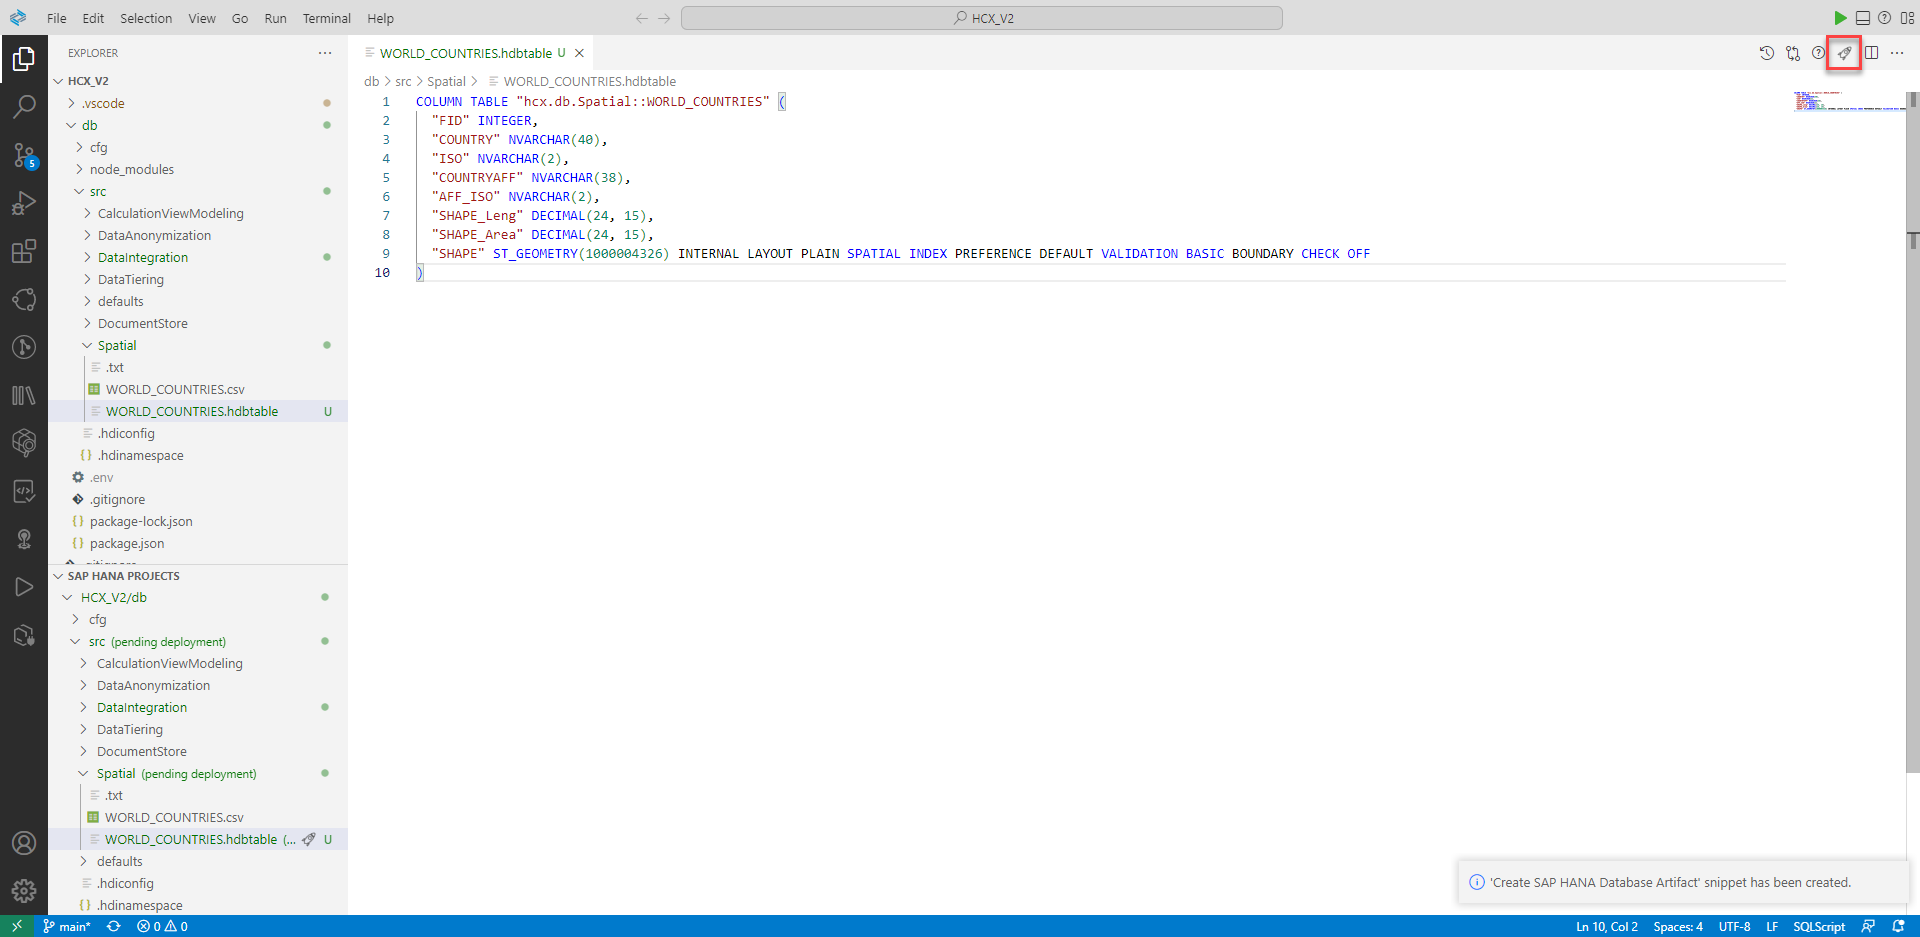 File Edit Selection View Go Run Terminal Help
HCX_V2
EXPLORER
HCX_V2
.vscode
db
cfg
node_modules
src
CalculationViewModeling
DataAnonymization
DataIntegration
DataTiering
defaults
DocumentStore
Spatial
.txt
WORLD_COUNTRIES.csv
WORLD_COUNTRIES.hdbtable U
.hdiconfig
{} .hdinamespace
.env
.gitignore
{} package-lock.json
{} package.json
.gitignore
SAP HANA PROJECTS
HCX_V2/db
cfg
src (pending deployment)
CalculationViewModeling
DataAnonymization
DataIntegration
DataTiering
DocumentStore
Spatial (pending deployment)
.txt
WORLD_COUNTRIES.csv
WORLD_COUNTRIES.hdbtable (... U
defaults
.hdiconfig
{} .hdinamespace
5
WORLD_COUNTRIES.hdbtable U
db > src > Spatial > WORLD_COUNTRIES.hdbtable
1 COLUMN TABLE "hcx.db.Spatial::WORLD_COUNTRIES" (
2 "FID" INTEGER,
3 "COUNTRY" NVARCHAR(40),
4 "ISO" NVARCHAR(2),
5 "COUNTRYAFF" NVARCHAR(38),
6 "AFF_ISO" NVARCHAR(2),
7 "SHAPE_Leng" DECIMAL(24, 15),
8 "SHAPE_Area" DECIMAL(24, 15),
9 "SHAPE" ST_GEOMETRY(1000004326) INTERNAL LAYOUT PLAIN SPATIAL INDEX PREFERENCE DEFAULT VALIDATION BASIC BOUNDARY CHECK OFF
10 )
'Create SAP HANA Database Artifact' snippet has been created.
main* 0 0 Ln 10, Col 2 Spaces: 4 UTF-8 LF SQLScript